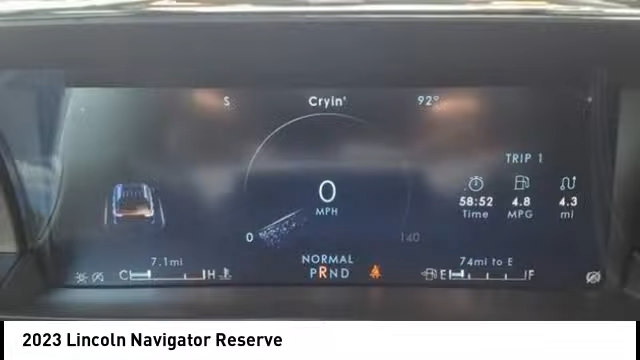 S Cryin' 92°
TRIP 1
58:52 4.8 4.3
Time MPG mi
0
MPH
0 140
7.1mi NORMAL 74mi to E
C H PRND E F
2023 Lincoln Navigator Reserve